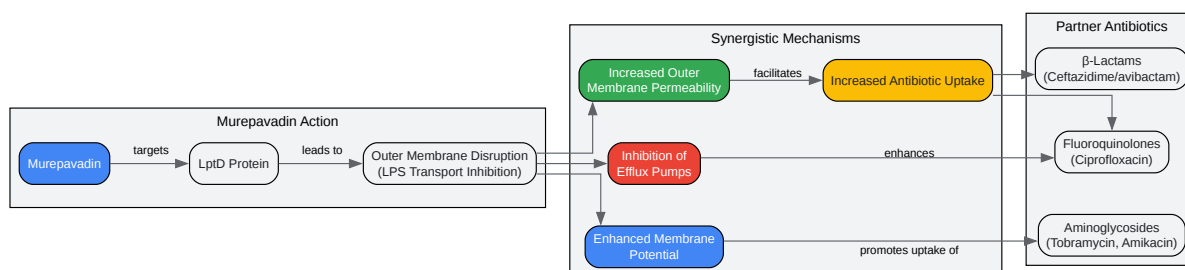 Murepavadin Action
Murepavadin
targets
LptD Protein
leads to
Outer Membrane Disruption
(LPS Transport Inhibition)
Synergistic Mechanisms
Increased Outer
Membrane Permeability
facilitates
Increased Antibiotic Uptake
Inhibition of
Efflux Pumps
enhances
Enhanced Membrane
Potential
promotes uptake of
Partner Antibiotics
β-Lactams
(Ceftazidime/avibactam)
Fluoroquinolones
(Ciprofloxacin)
Aminoglycosides
(Tobramycin, Amikacin)